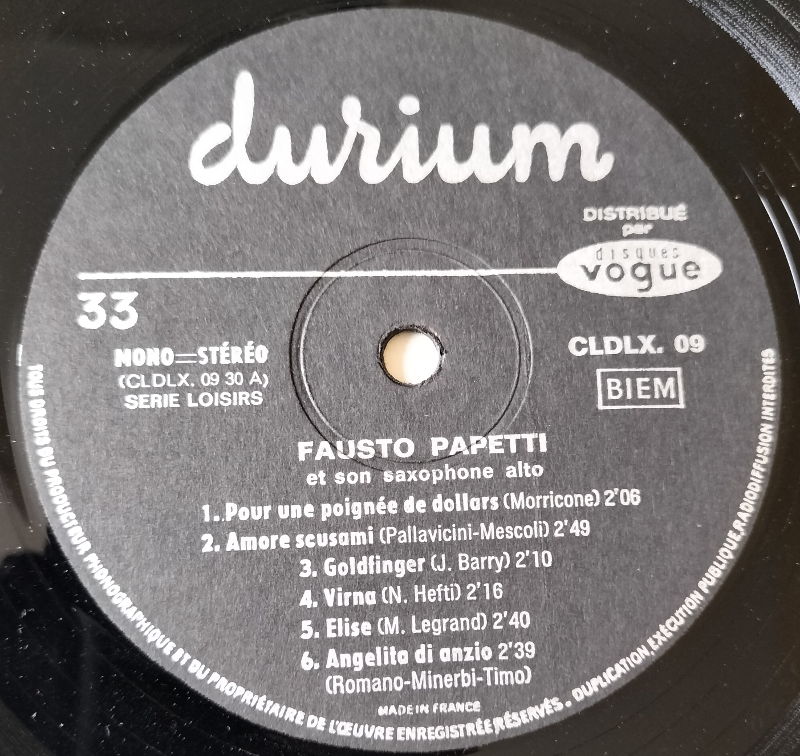 durium
DISTRIBUÉ
par
disques
vogue
33
MONO=STÉRÉO
(CLDLX. 09 30 A)
SERIE LOISIRS
CLDLX. 09
BIEM
FAUSTO PAPETTI
et son saxophone alto
1..Pour une poignée de dollars (Morricone) 2'06
2. Amore scusami (Pallavicini-Mescoli) 2'49
3. Goldfinger (J. Barry) 2'10
4. Virna (N. Hefti) 2'16
5. Elise (M. Legrand) 2'40
6. Angelita di anzio 2'39
(Romano-Minerbi-Timo)
MADE IN FRANCE
TOUS DROITS DU PRODUCTEUR PHONOGRAPHIQUE ET DU PROPRIÉTAIRE DE L'ŒUVRE ENREGISTRÉE RÉSERVÉS. DUPLICATION, EXÉCUTION PUBLIQUE, RADIODIFFUSION INTERDITES